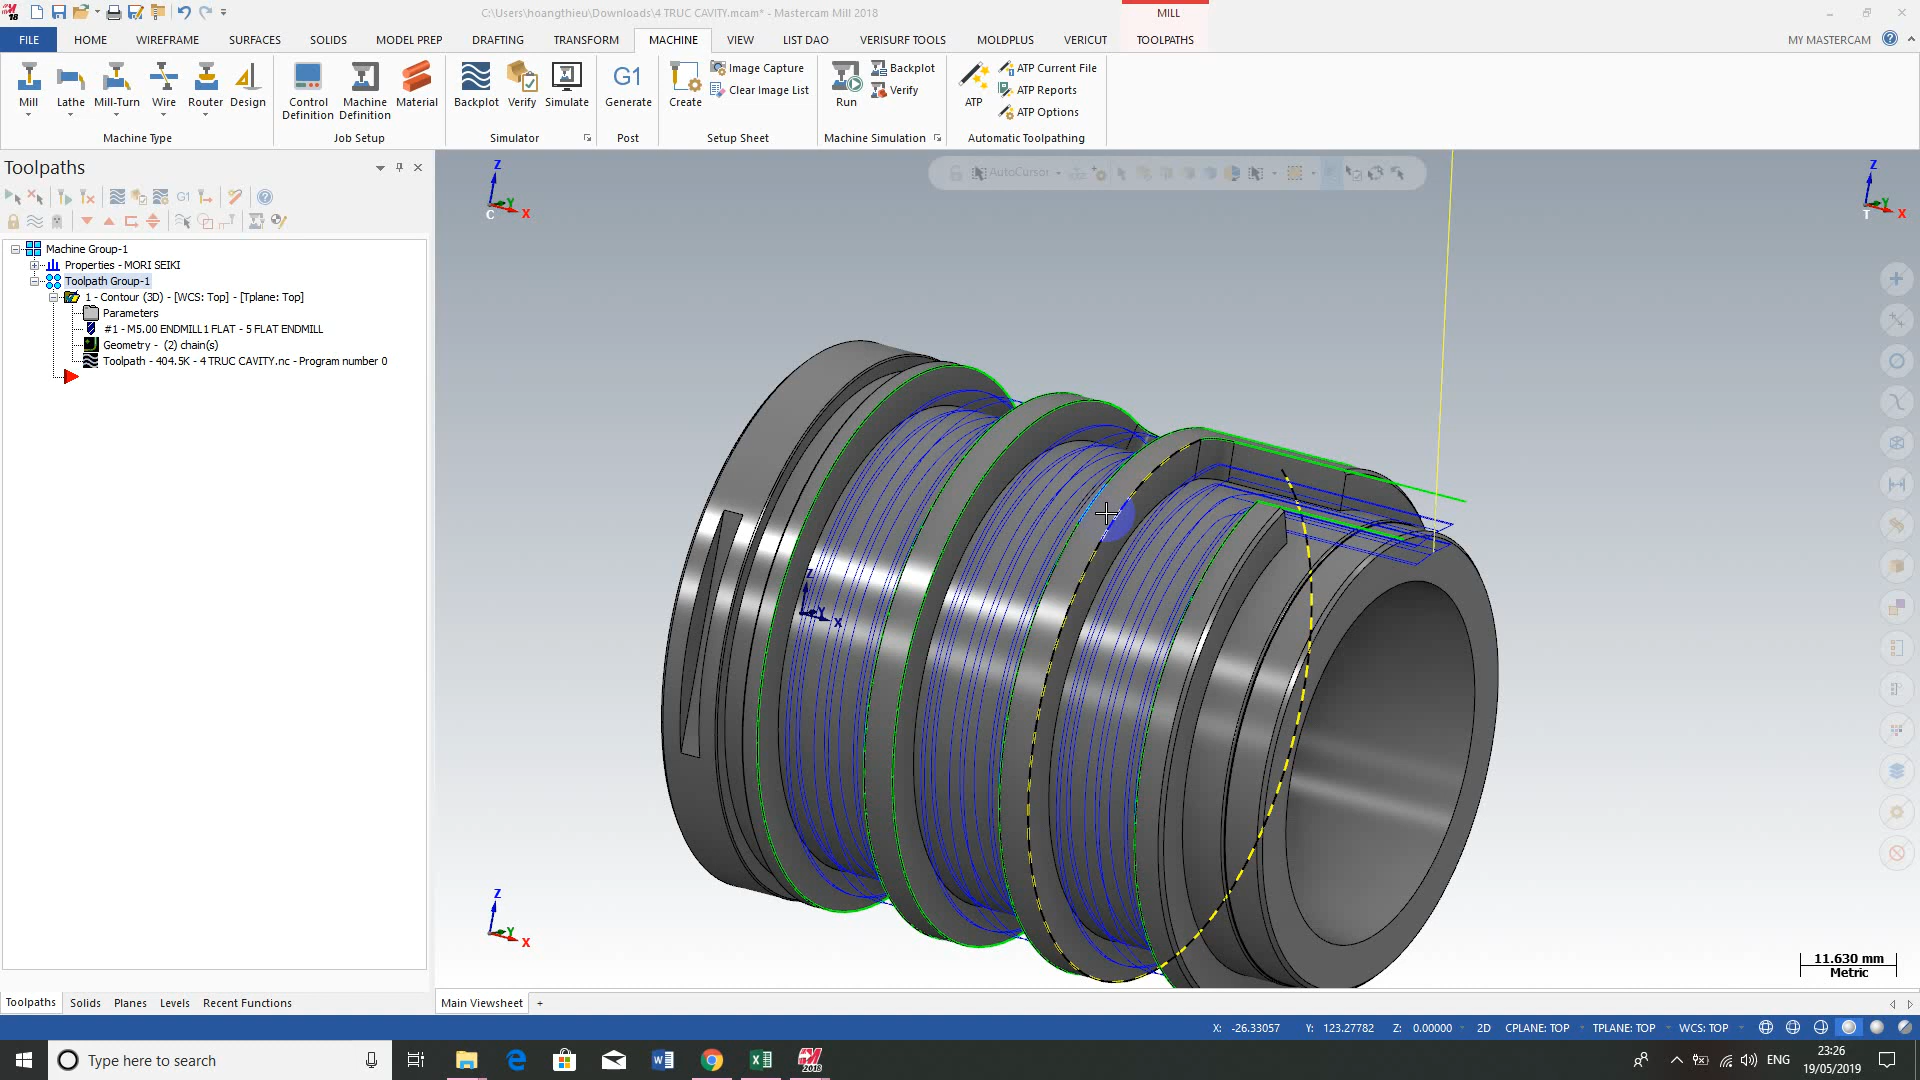 C:\Users\hoangthieu\Downloads\4 TRUC CAVITY.mcam* - Mastercam Mill 2018
MILL
FILE HOME WIREFRAME SURFACES SOLIDS MODEL PREP DRAFTING TRANSFORM MACHINE VIEW LIST DAO VERISURF TOOLS MOLDPLUS VERICUT TOOLPATHS MY MASTERCAM
Mill Lathe Mill-Turn Wire Router Design
Machine Type
Control Definition Machine Definition Material
Job Setup
Backplot Verify Simulate
Simulator
G1 Generate
Post
Create Image Capture
Clear Image List
Setup Sheet
Run Backplot
Verify
Machine Simulation
ATP ATP Current File
ATP Reports
ATP Options
Automatic Toolpathing
Toolpaths
G1
Machine Group-1
Properties - MORI SEIKI
Toolpath Group-1
1 - Contour (3D) - [WCS: Top] - [Tplane: Top]
Parameters
#1 - M5.00 ENDMILL1 FLAT - 5 FLAT ENDMILL
Geometry - (2) chain(s)
Toolpath - 404.5K - 4 TRUC CAVITY.nc - Program number 0
AutoCursor
Z Y X C
Z Y X T
Z Y X
Z Y X
11.630 mm
Metric
Toolpaths Solids Planes Levels Recent Functions
Main Viewsheet +
X: -26.33057 Y: 123.27782 Z: 0.00000 2D CPLANE: TOP TPLANE: TOP WCS: TOP
Type here to search
ENG
23:26
19/05/2019